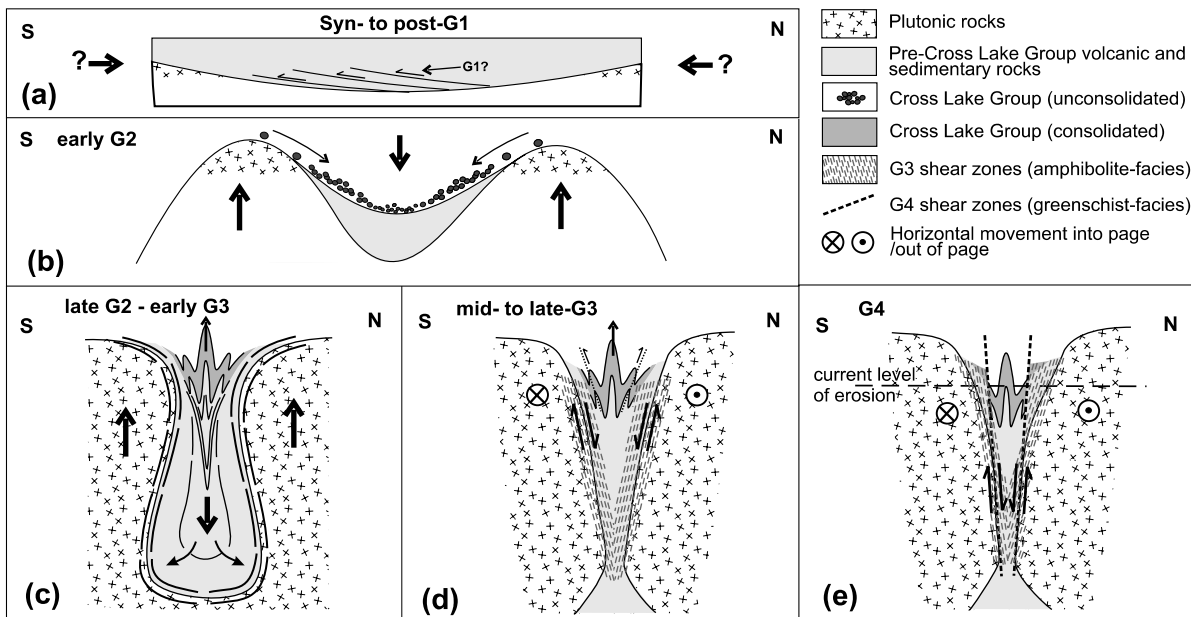 Syn- to post-G1
S
N
?
?
G1?
(a)
S
early G2
N
(b)
Plutonic rocks
Pre-Cross Lake Group volcanic and
sedimentary rocks
Cross Lake Group (unconsolidated)
Cross Lake Group (consolidated)
G3 shear zones (amphibolite-facies)
G4 shear zones (greenschist-facies)
Horizontal movement into page
/out of page
late G2 - early G3
S
N
(c)
mid- to late-G3
S
N
(d)
G4
S
N
current level
of erosion
(e)